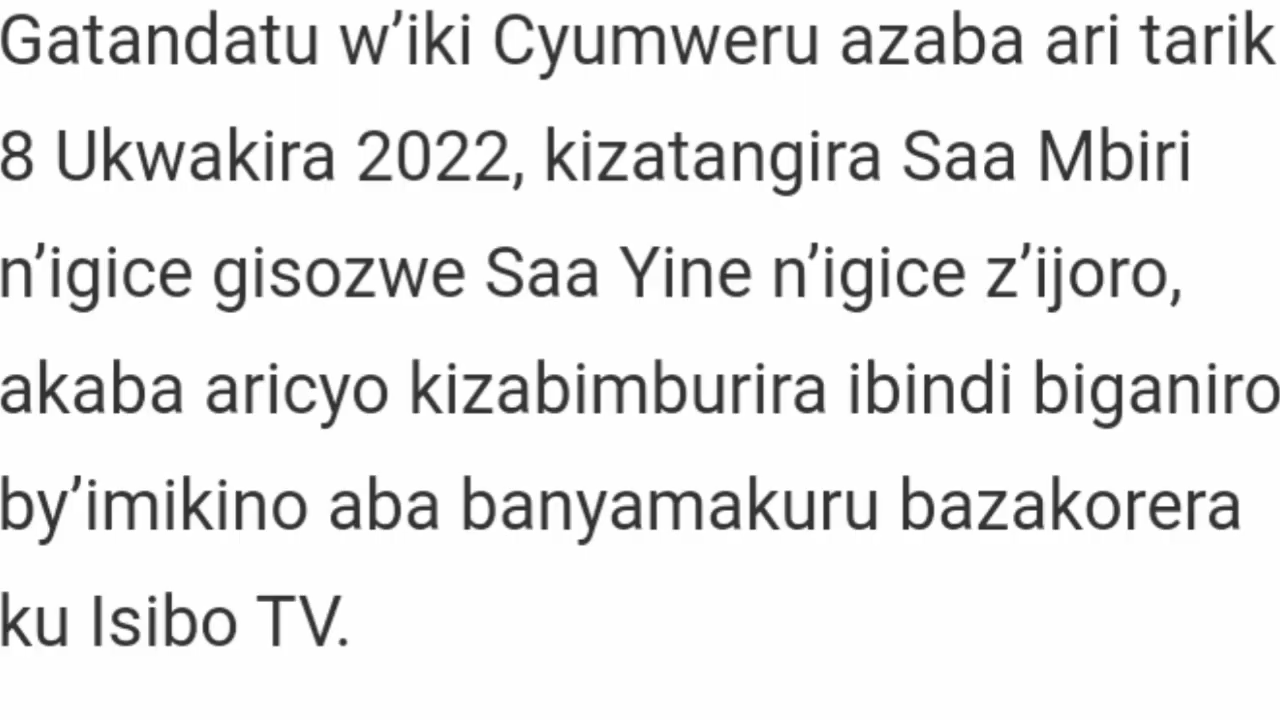 Gatandatu w’iki Cyumweru azaba ari tarik
8 Ukwakira 2022, kizatangira Saa Mbiri
n’igice gisozwe Saa Yine n’igice z’ijoro,
akaba aricyo kizabimburira ibindi biganiro
by’imikino aba banyamakuru bazakorera
ku Isibo TV.